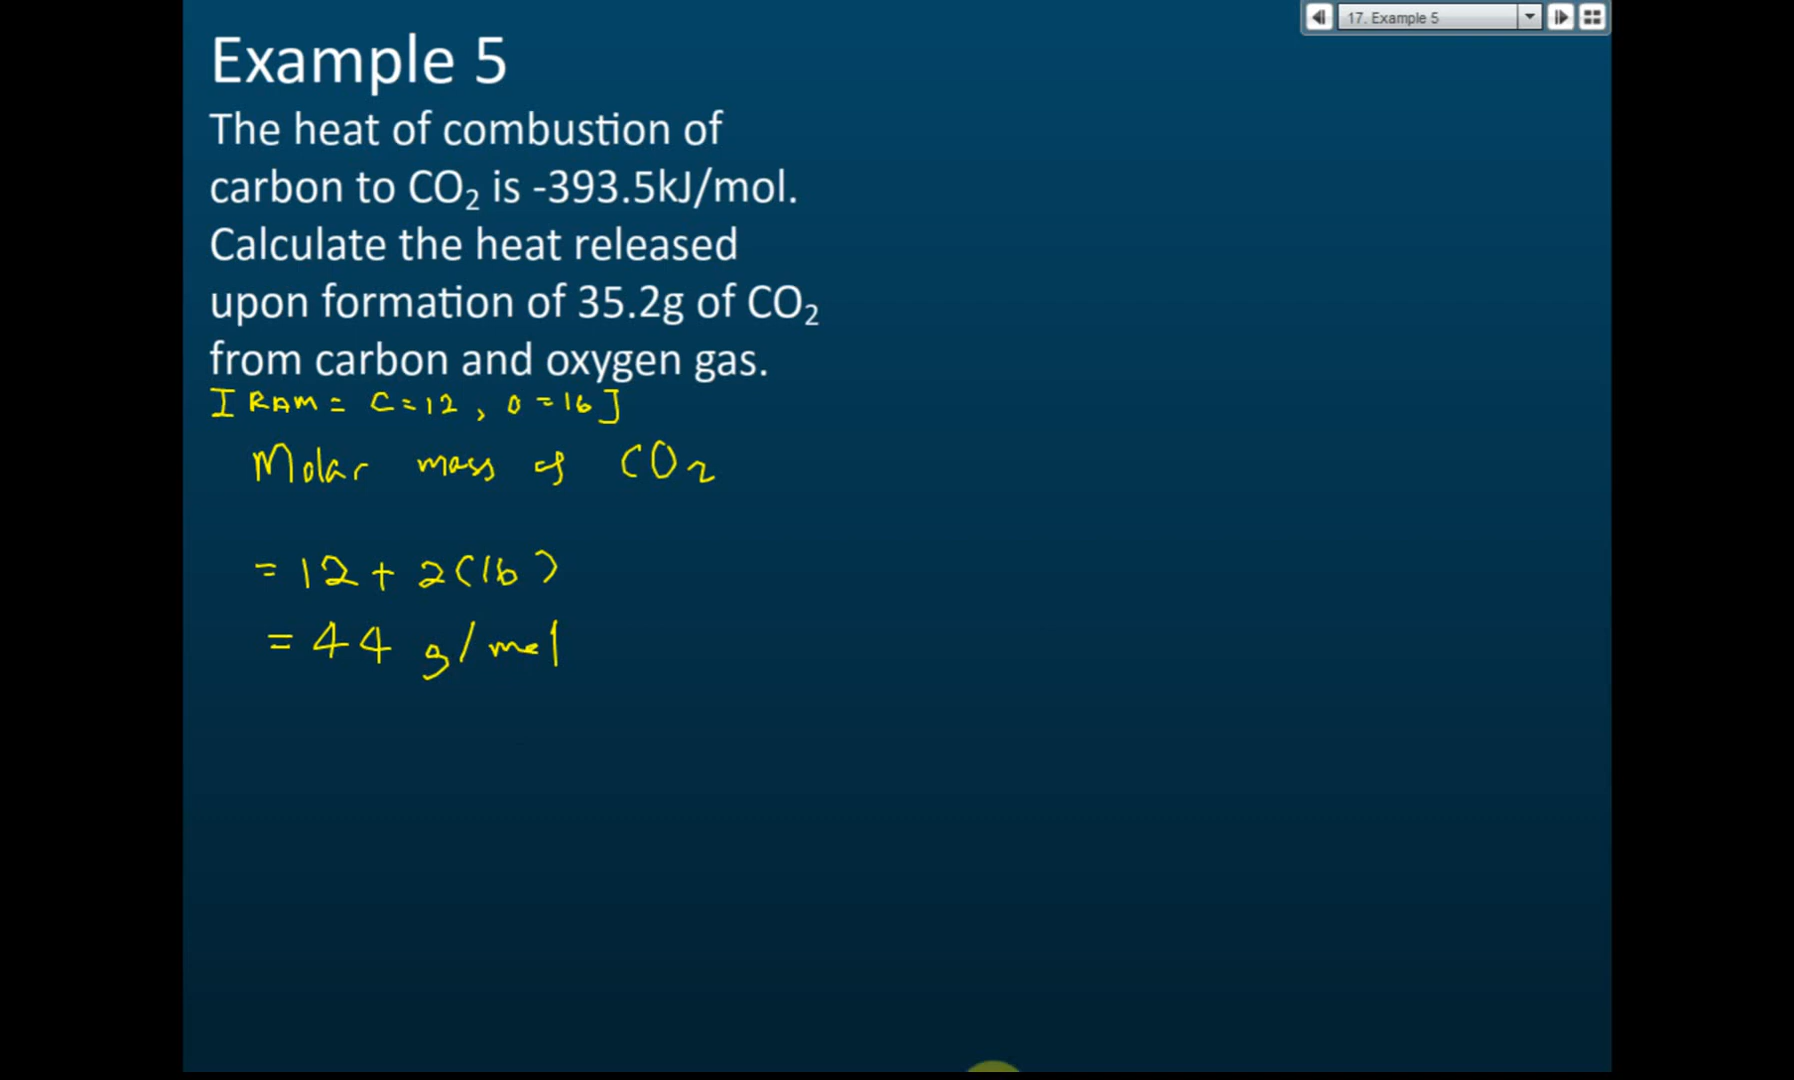 17. Example 5
Example 5
The heat of combustion of
carbon to CO₂ is -393.5kJ/mol.
Calculate the heat released
upon formation of 35.2g of CO₂
from carbon and oxygen gas.
[ RAM = C = 12 , O = 16 ]
Molar mass of CO₂
= 12 + 2(16)
= 44 g/mol